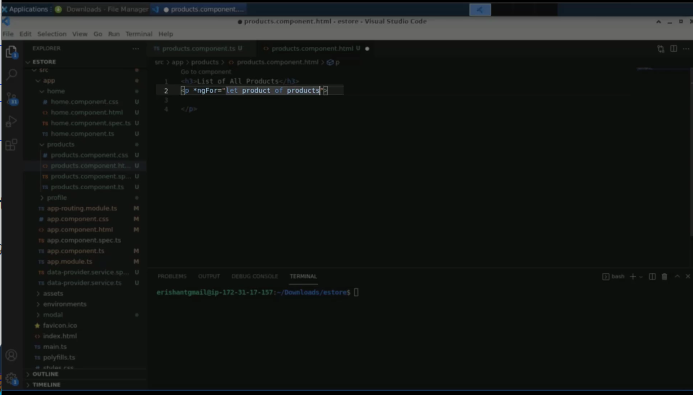 Applications
Downloads - File Manager
products.component....
products.component.html - estore - Visual Studio Code
File Edit Selection View Go Run Terminal Help
EXPLORER
ESTORE
src
app
home
home.component.css U
home.component.html U
home.component.spec.ts U
home.component.ts U
products
products.component.css U
products.component.ht... U
products.component.sp... U
products.component.ts U
profile
app-routing.module.ts M
app.component.css M
app.component.html M
app.component.spec.ts
app.component.ts M
app.module.ts M
data-provider.service.sp... U
data-provider.service.ts U
assets
environments
modal
favicon.ico
index.html
main.ts
polyfills.ts
styles.css
OUTLINE
TIMELINE
products.component.ts U
products.component.html U
src > app > products > products.component.html > p
Go to component
1 <h3>List of All Products</h3>
2 <p *ngFor="let product of products">
3
4 </p>
PROBLEMS OUTPUT DEBUG CONSOLE TERMINAL
bash
erishantgmail@ip-172-31-17-157:~/Downloads/estore$